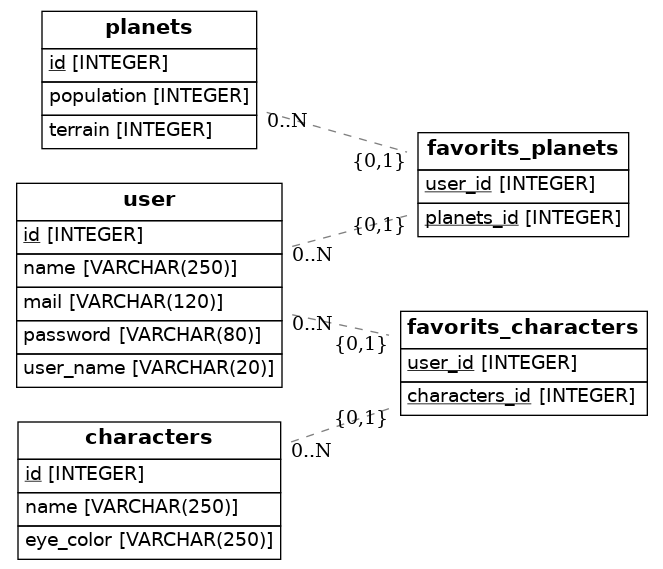 planets
id [INTEGER]
population [INTEGER]
terrain [INTEGER]
0..N
{0,1}
favorits_planets
user_id [INTEGER]
planets_id [INTEGER]
user
id [INTEGER]
name [VARCHAR(250)]
mail [VARCHAR(120)]
password [VARCHAR(80)]
user_name [VARCHAR(20)]
{0,1}
0..N
0..N
{0,1}
favorits_characters
user_id [INTEGER]
characters_id [INTEGER]
{0,1}
0..N
characters
id [INTEGER]
name [VARCHAR(250)]
eye_color [VARCHAR(250)]